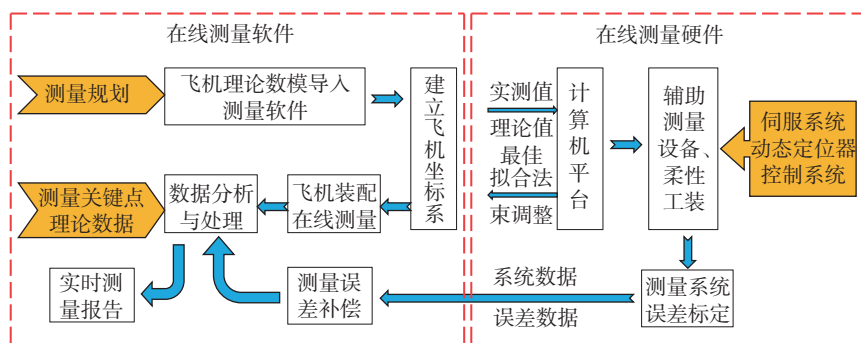 在线测量软件
测量规划
飞机理论数模导入
测量软件
建立飞机坐标系
测量关键点
理论数据
数据分析
与处理
飞机装配
在线测量
实时测
量报告
测量误
差补偿
在线测量硬件
实测值
理论值
最佳
拟合法
束调整
计算机平台
辅助
测量
设备、
柔性
工装
伺服系统
动态定位器
控制系统
系统数据
误差数据
测量系统
误差标定